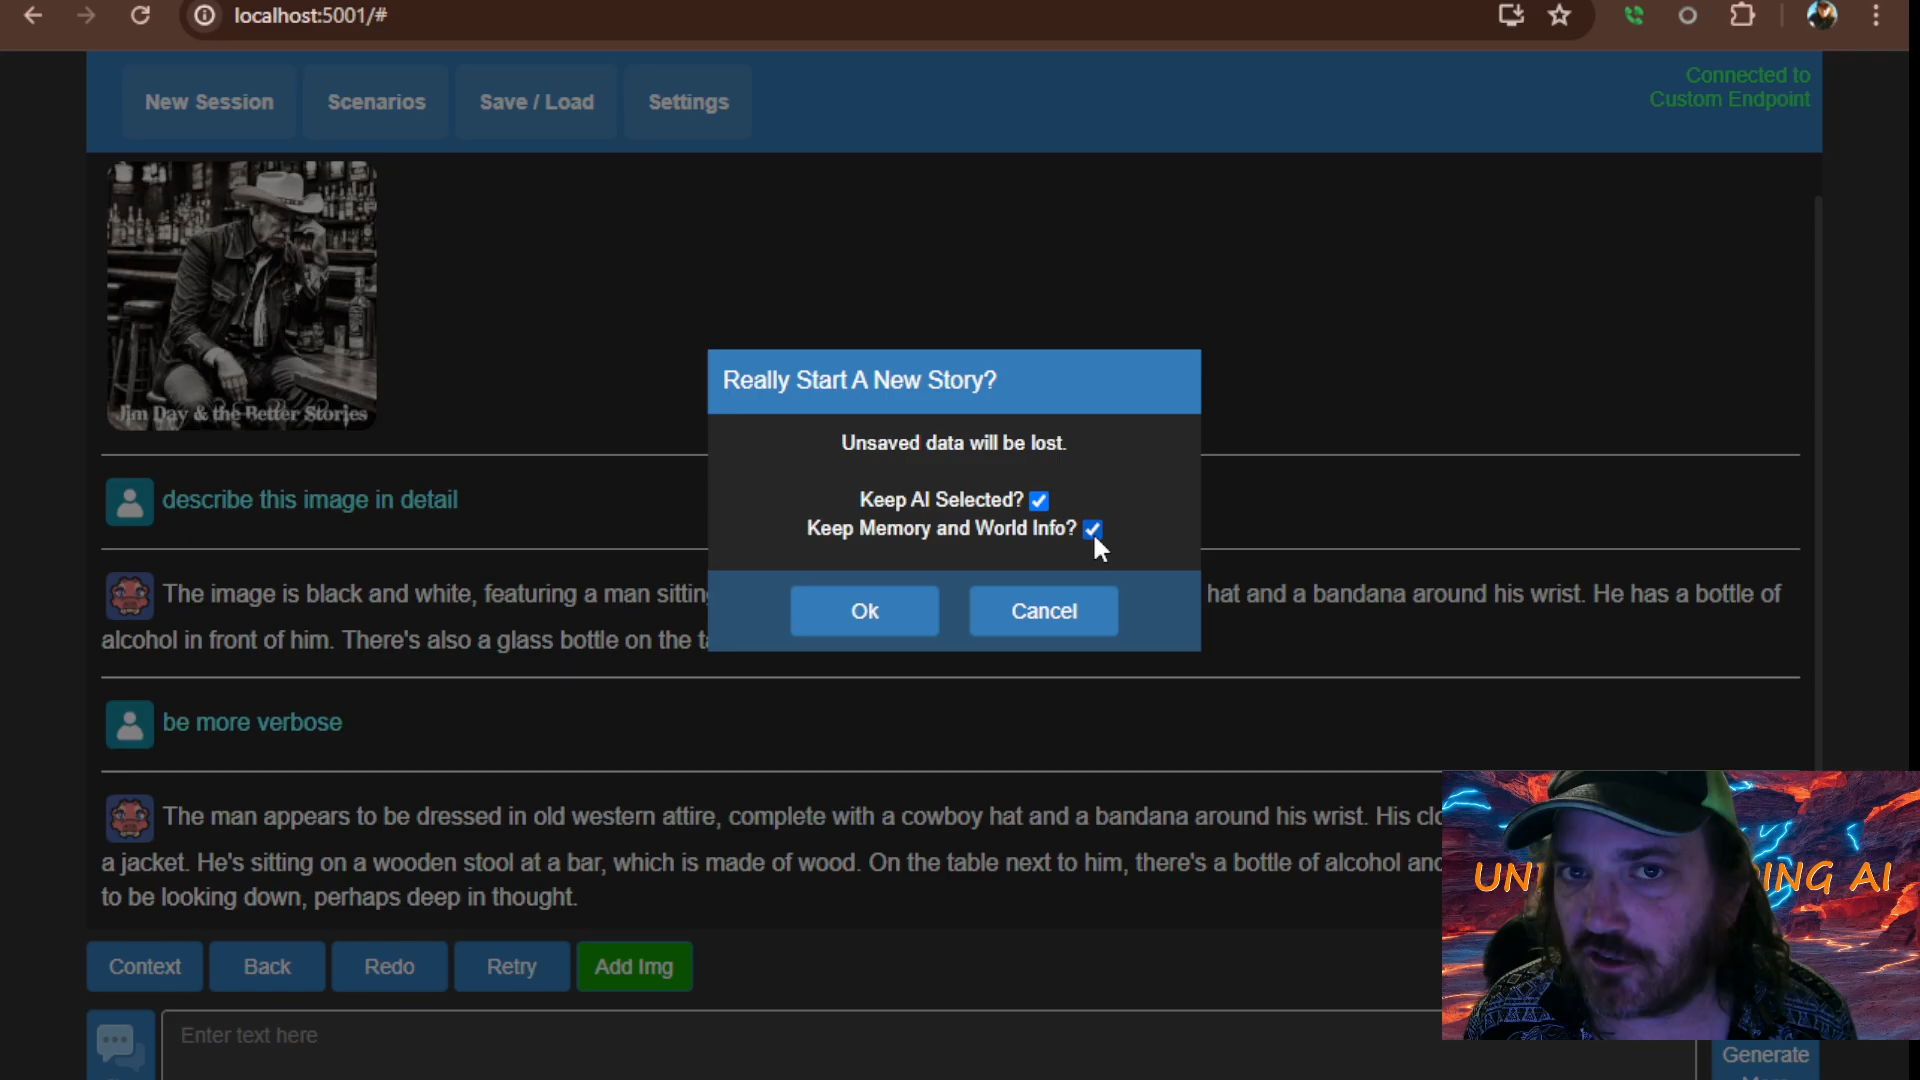 localhost:5001/#
New Session
Scenarios
Save / Load
Settings
Connected to
Custom Endpoint
Jim Day & the Better Stories
Really Start A New Story?
Unsaved data will be lost.
Keep AI Selected?
Keep Memory and World Info?
Ok
Cancel
describe this image in detail
The image is black and white, featuring a man sitting hat and a bandana around his wrist. He has a bottle of
alcohol in front of him. There's also a glass bottle on the
be more verbose
The man appears to be dressed in old western attire, complete with a cowboy hat and a bandana around his wrist. His
a jacket. He's sitting on a wooden stool at a bar, which is made of wood. On the table next to him, there's a bottle of alcohol
to be looking down, perhaps deep in thought.
UN ING AI
Context
Back
Redo
Retry
Add Img
Enter text here
Generate